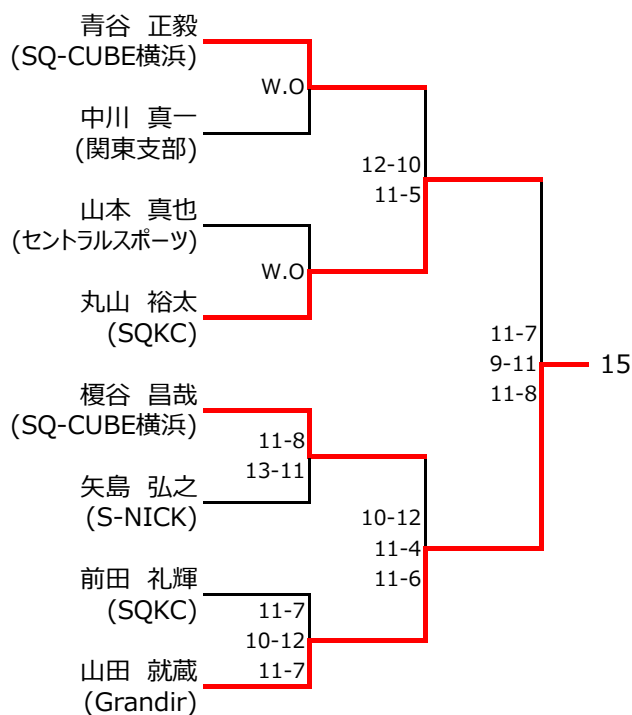 青谷 正毅
(SQ-CUBE横浜)
W.O
中川 真一
(関東支部)
12-10
11-5
山本 真也
(セントラルスポーツ)
W.O
丸山 裕太
(SQKC)
11-7
9-11
11-8
15
榎谷 昌哉
(SQ-CUBE横浜)
11-8
13-11
矢島 弘之
(S-NICK)
10-12
11-4
11-6
前田 礼輝
(SQKC)
11-7
10-12
11-7
山田 就蔵
(Grandir)